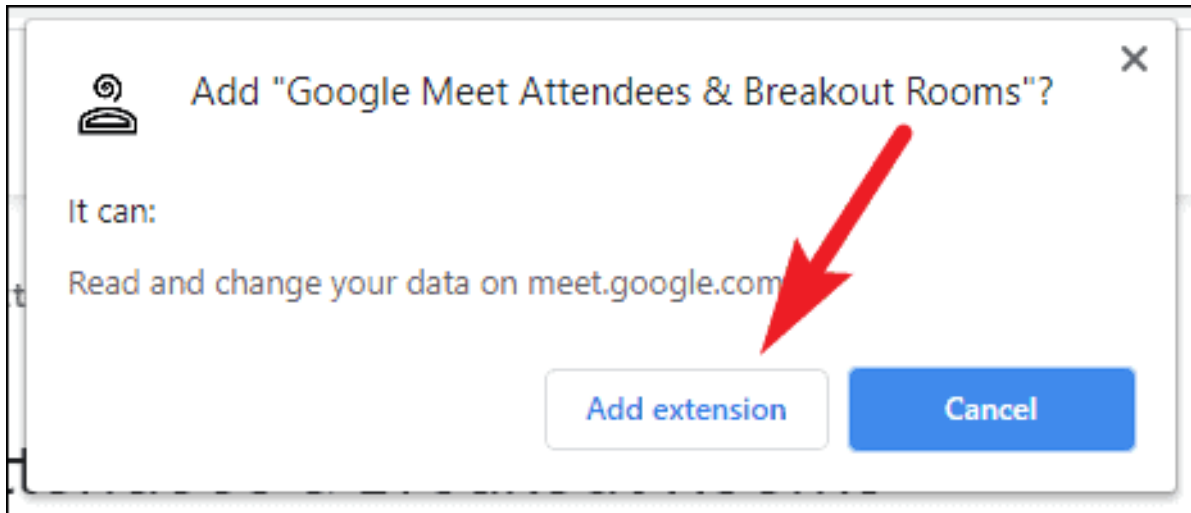 Add "Google Meet Attendees & Breakout Rooms"?
It can:
Read and change your data on meet.google.com
Add extension
Cancel